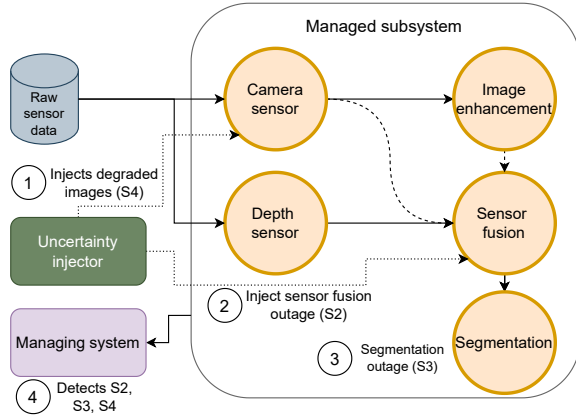 Managed subsystem
Raw
sensor
data
Camera
sensor
Image
enhancement
1
Injects degraded
images (S4)
Depth
sensor
Sensor
fusion
Uncertainty
injector
2
Inject sensor fusion
outage (S2)
Managing system
3
Segmentation
outage (S3)
Segmentation
4
Detects S2,
S3, S4